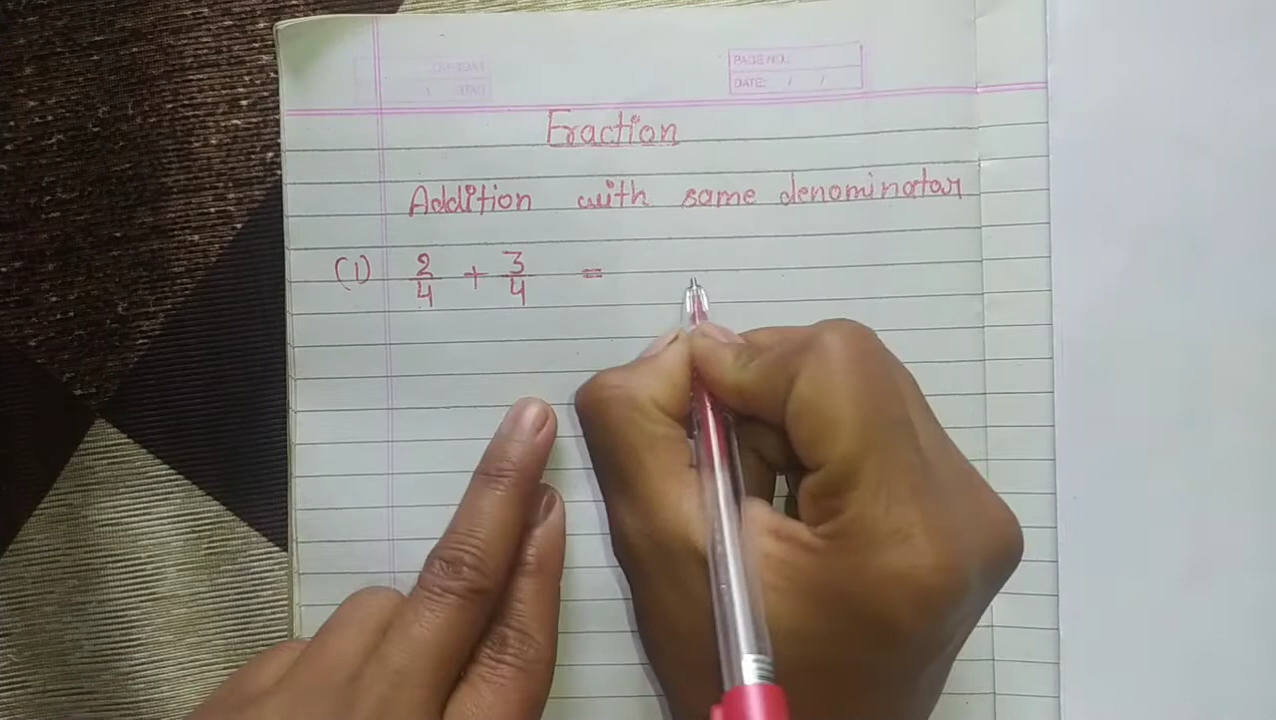 PAGE NO.:
DATE: / /
Fraction
Addition with same denominator
(1) 2/4 + 3/4 =